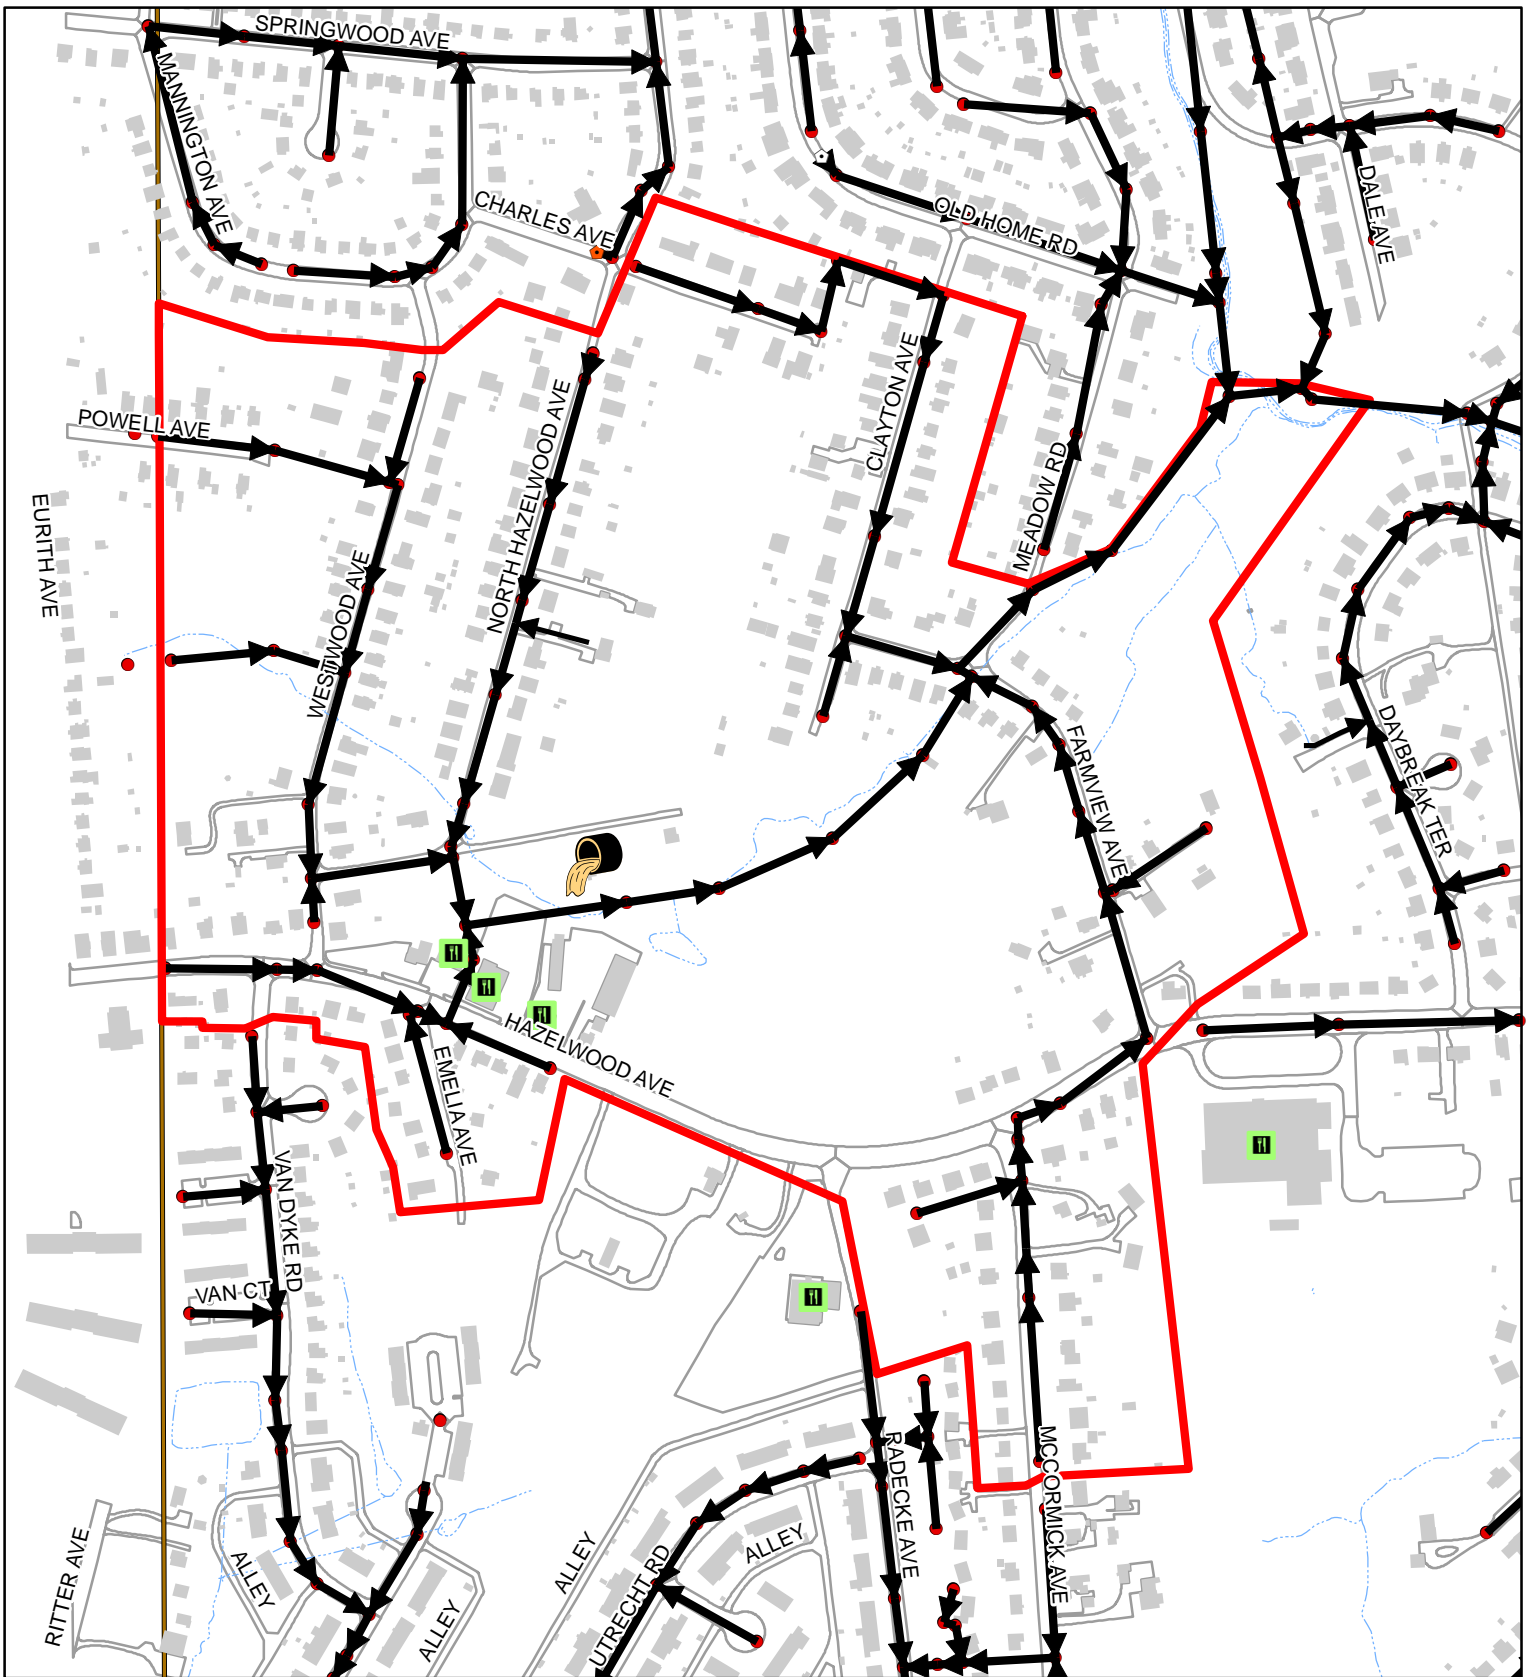 SPRINGWOOD AVE
MANNINGTON AVE
CHARLES AVE
OLD HOME RD
DALE AVE
POWELL AVE
CLAYTON AVE
NORTH HAZELWOOD AVE
MEADOW RD
EURITH AVE
WESTWOOD AVE
FARMVIEW AVE
DAYBREAK TER
HAZELWOOD AVE
EMELIA AVE
VAN DYKE RD
VAN CT
RADECKE AVE
MCCORMICK AVE
RITTER AVE
ALLEY
ALLEY
ALLEY
UTRECHT RD
ALLEY